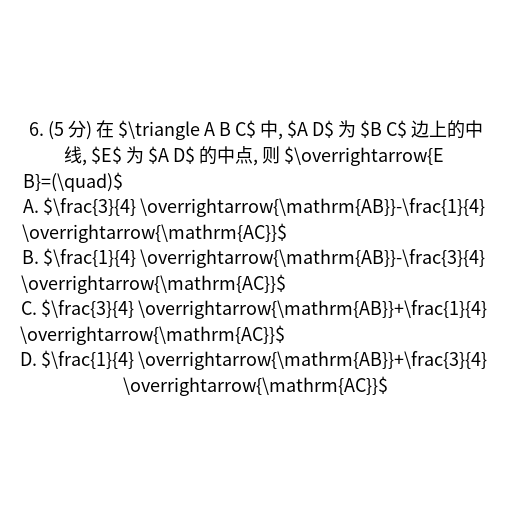 6. (5 分) 在 $\triangle A B C$ 中, $A D$ 为 $B C$ 边上的中
线, $E$ 为 $A D$ 的中点, 则 $\overrightarrow{E
B}=(\quad)$
A. $\frac{3}{4} \overrightarrow{\mathrm{AB}}-\frac{1}{4}
\overrightarrow{\mathrm{AC}}$
B. $\frac{1}{4} \overrightarrow{\mathrm{AB}}-\frac{3}{4}
\overrightarrow{\mathrm{AC}}$
C. $\frac{3}{4} \overrightarrow{\mathrm{AB}}+\frac{1}{4}
\overrightarrow{\mathrm{AC}}$
D. $\frac{1}{4} \overrightarrow{\mathrm{AB}}+\frac{3}{4}
\overrightarrow{\mathrm{AC}}$